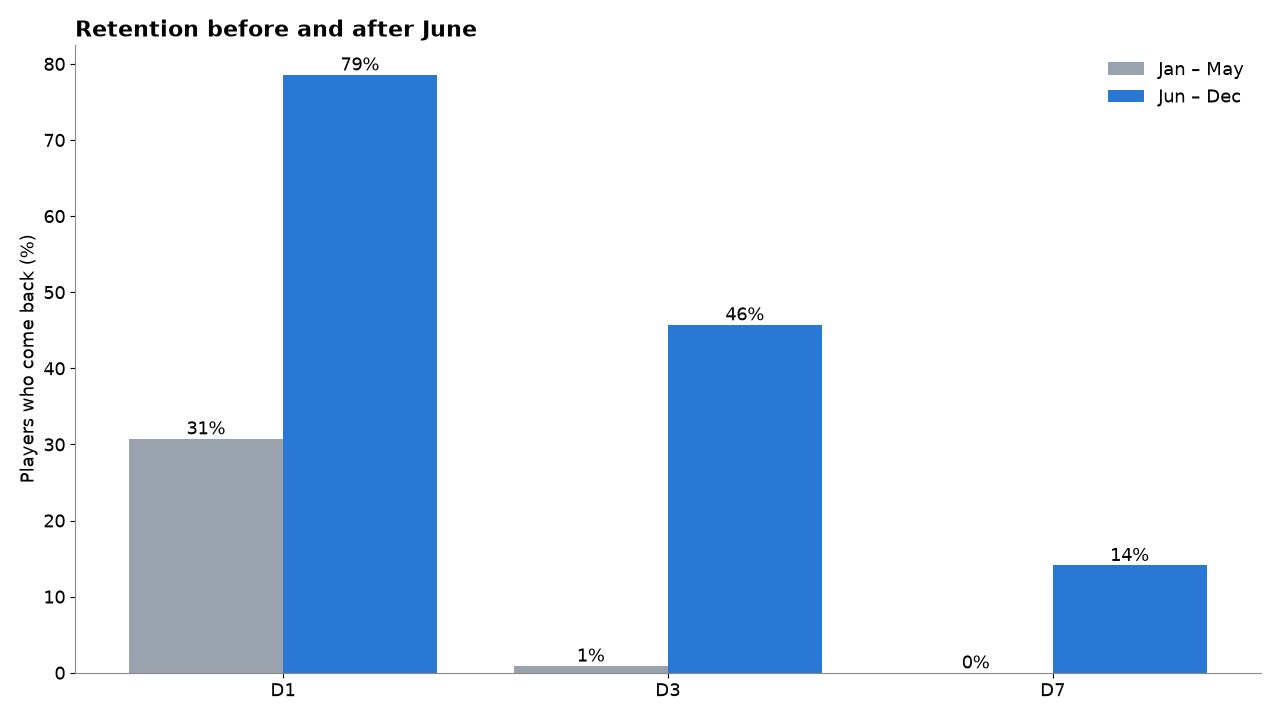 Retention before and after June
Jan – May
Jun – Dec
Players who come back (%)
80
70
60
50
40
30
20
10
0
79%
31%
46%
1%
14%
0%
D1
D3
D7